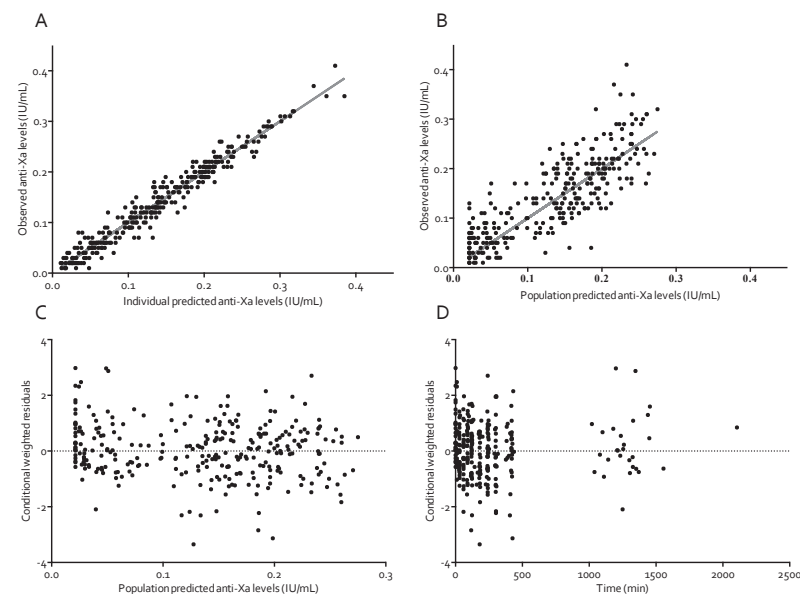 A
B
Observed anti-Xa levels (IU/mL)
0.4
0.3
0.2
0.1
0.0
0.0 0.1 0.2 0.3 0.4
Individual predicted anti-Xa levels (IU/mL)
Observed anti-Xa levels (IU/mL)
0.4
0.3
0.2
0.1
0.0
0.0 0.1 0.2 0.3 0.4
Population predicted anti-Xa levels (IU/mL)
C
D
Conditional weighted residuals
4
2
0
-2
-4
0.0 0.1 0.2 0.3
Population predicted anti-Xa levels (IU/mL)
Conditional weighted residuals
4
2
0
-2
-4
0 500 1000 1500 2000 2500
Time (min)